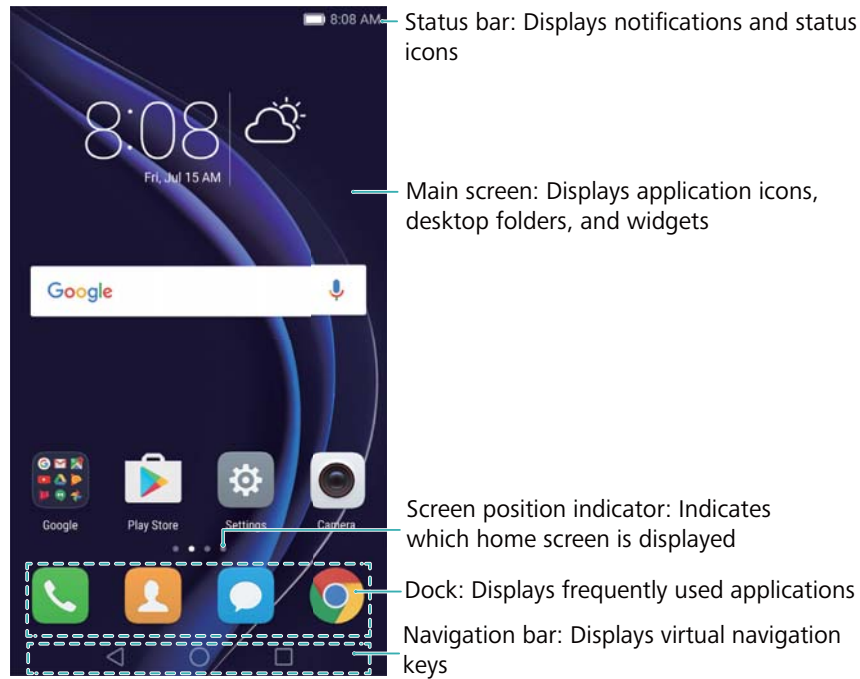 8:08 AM
Status bar: Displays notifications and status
icons
8:08
Fri, Jul 15 AM
Main screen: Displays application icons,
desktop folders, and widgets
Google
Google
Play Store
Settings
Camera
Screen position indicator: Indicates
which home screen is displayed
Dock: Displays frequently used applications
Navigation bar: Displays virtual navigation
keys